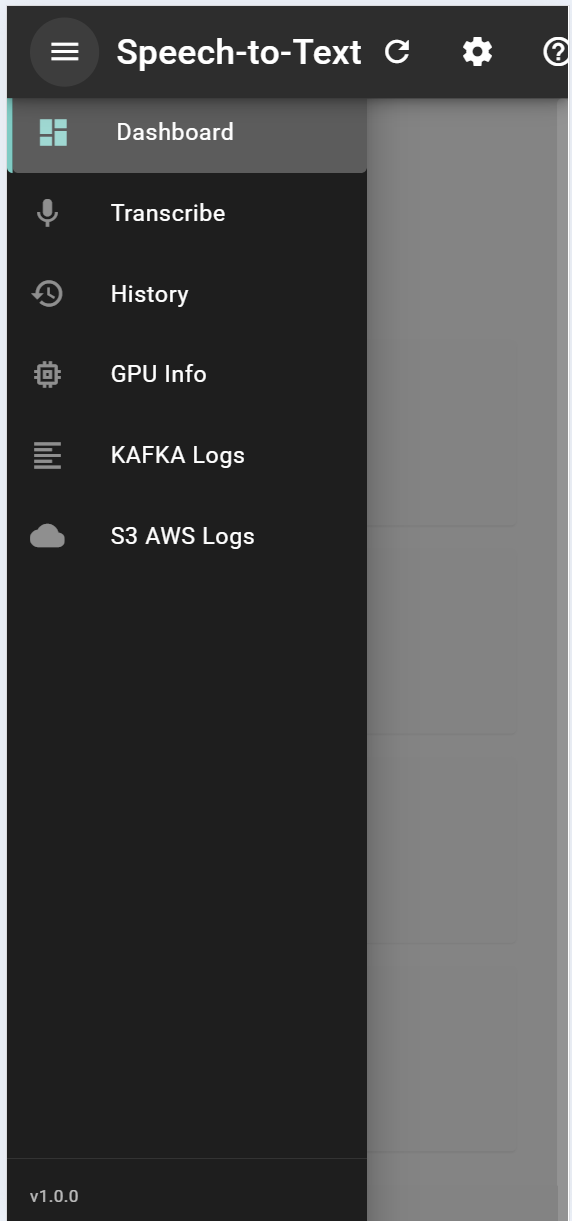 Speech-to-Text
Dashboard
Transcribe
History
GPU Info
KAFKA Logs
S3 AWS Logs
v1.0.0